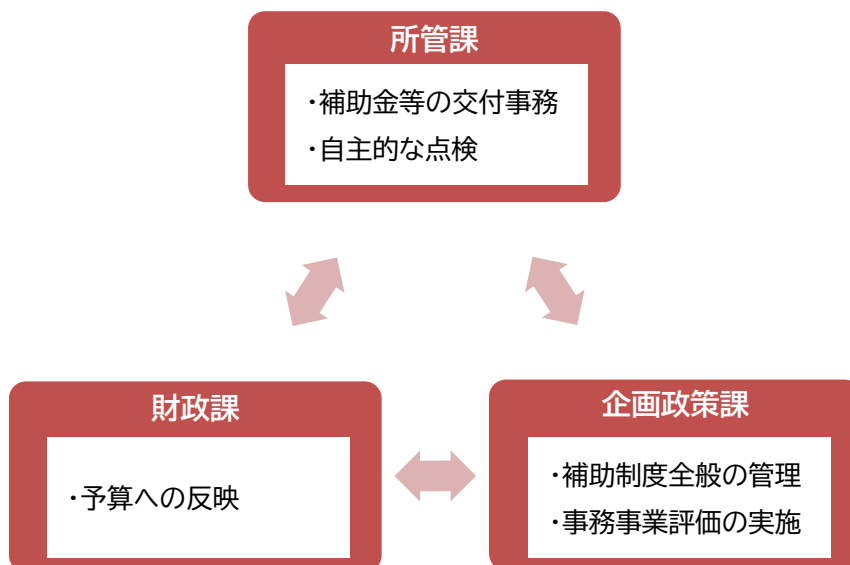 所管課
・補助金等の交付事務
・自主的な点検
財政課
・予算への反映
企画政策課
・補助制度全般の管理
・事務事業評価の実施